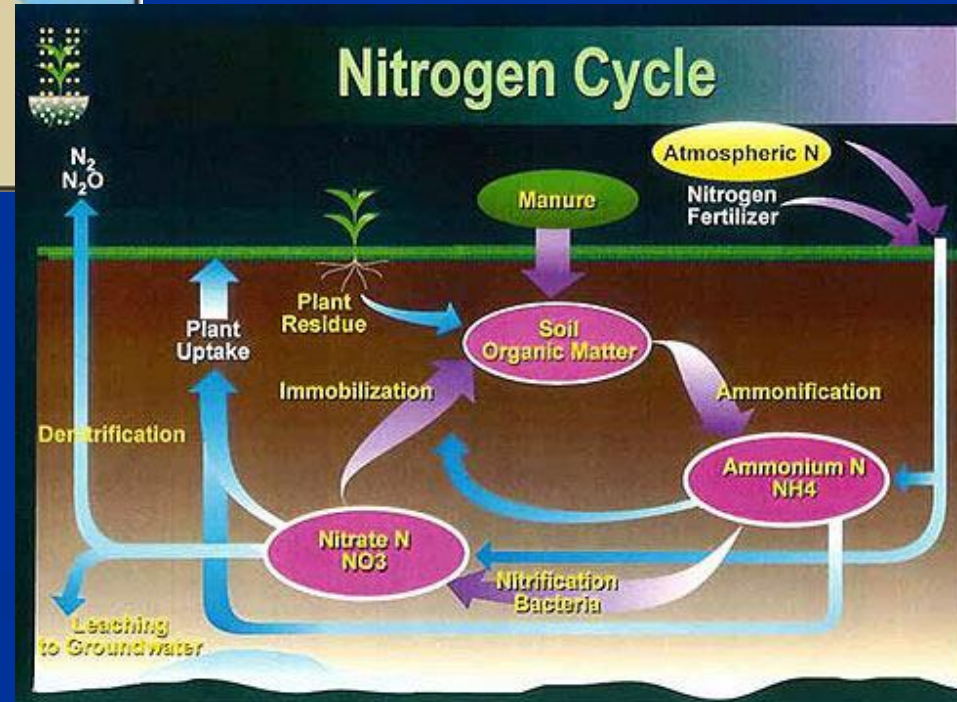 Nitrogen Cycle
N2
N2O
Atmospheric N
Nitrogen
Fertilizer
Manure
Plant
Residue
Plant
Uptake
Soil
Organic Matter
Immobilization
Ammonification
Denitrification
Ammonium N
NH4
Nitrate N
NO3
Nitrification
Bacteria
Leaching
to Groundwater